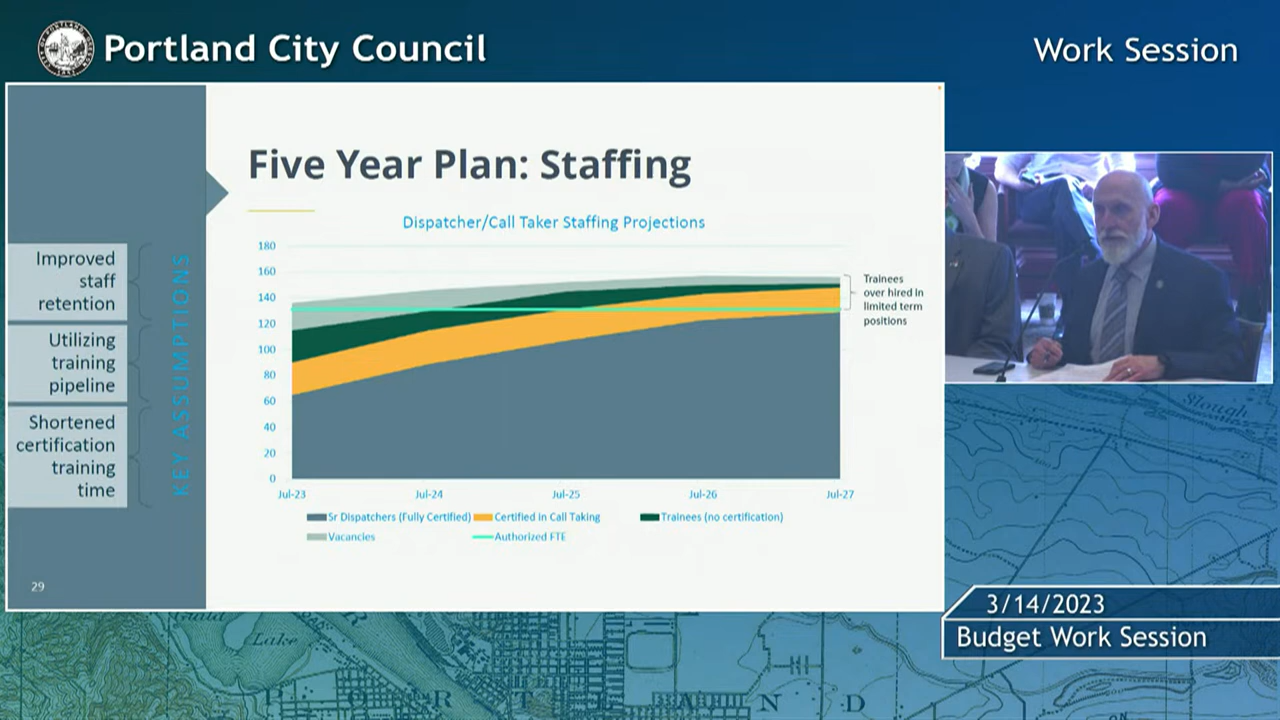 Portland City Council
Work Session
Five Year Plan: Staffing
Dispatcher/Call Taker Staffing Projections
KEY ASSUMPTIONS
Improved
staff
retention
Utilizing
training
pipeline
Shortened
certification
training
time
180
160
140
120
100
80
60
40
20
0
Jul-23
Jul-24
Jul-25
Jul-26
Jul-27
Trainees
over hired in
limited term
positions
Sr Dispatchers (Fully Certified)
Certified in Call Taking
Trainees (no certification)
Vacancies
Authorized FTE
29
3/14/2023
Budget Work Session
Slough
Guild
Lake
P O R T L A N D